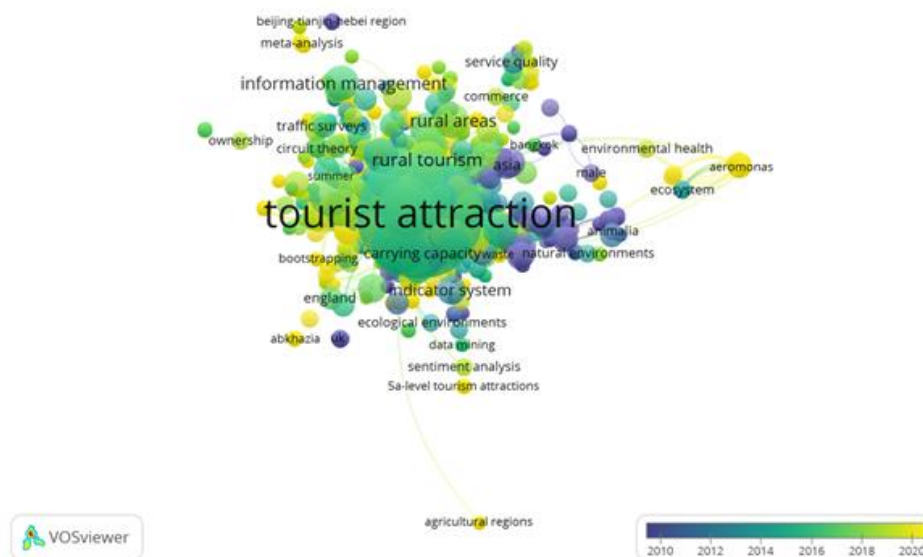 beijing-tianjin-hebei region
meta-analysis
service quality
information management
commerce
traffic surveys
rural areas
ownership
circuit theory
bangkok
environmental health
rural tourism
asia
aeromonas
summer
male
ecosystem
tourist attraction
animalia
bootstrapping
carrying capacity
waste
natural environments
england
indicator system
ecological environments
abkhazia
uk
data mining
sentiment analysis
5a-level tourism attractions
agricultural regions
VOSviewer
2010 2012 2014 2016 2018 2020